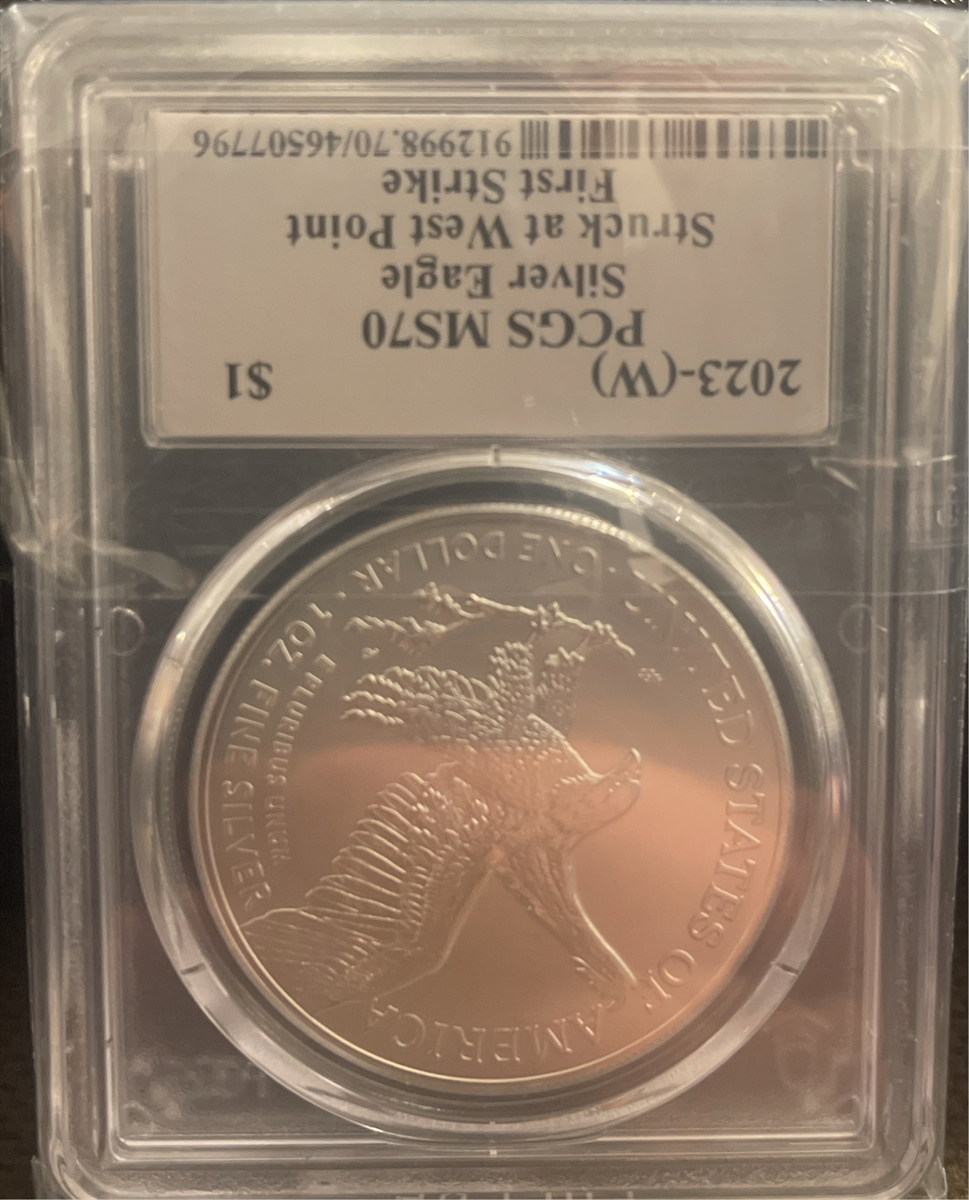 2023-(W) $1
PCGS MS70
Silver Eagle
Struck at West Point
First Strike
912998.70/46507796
UNITED STATES OF AMERICA
E PLURIBUS UNUM
1 OZ. FINE SILVER · ONE DOLLAR